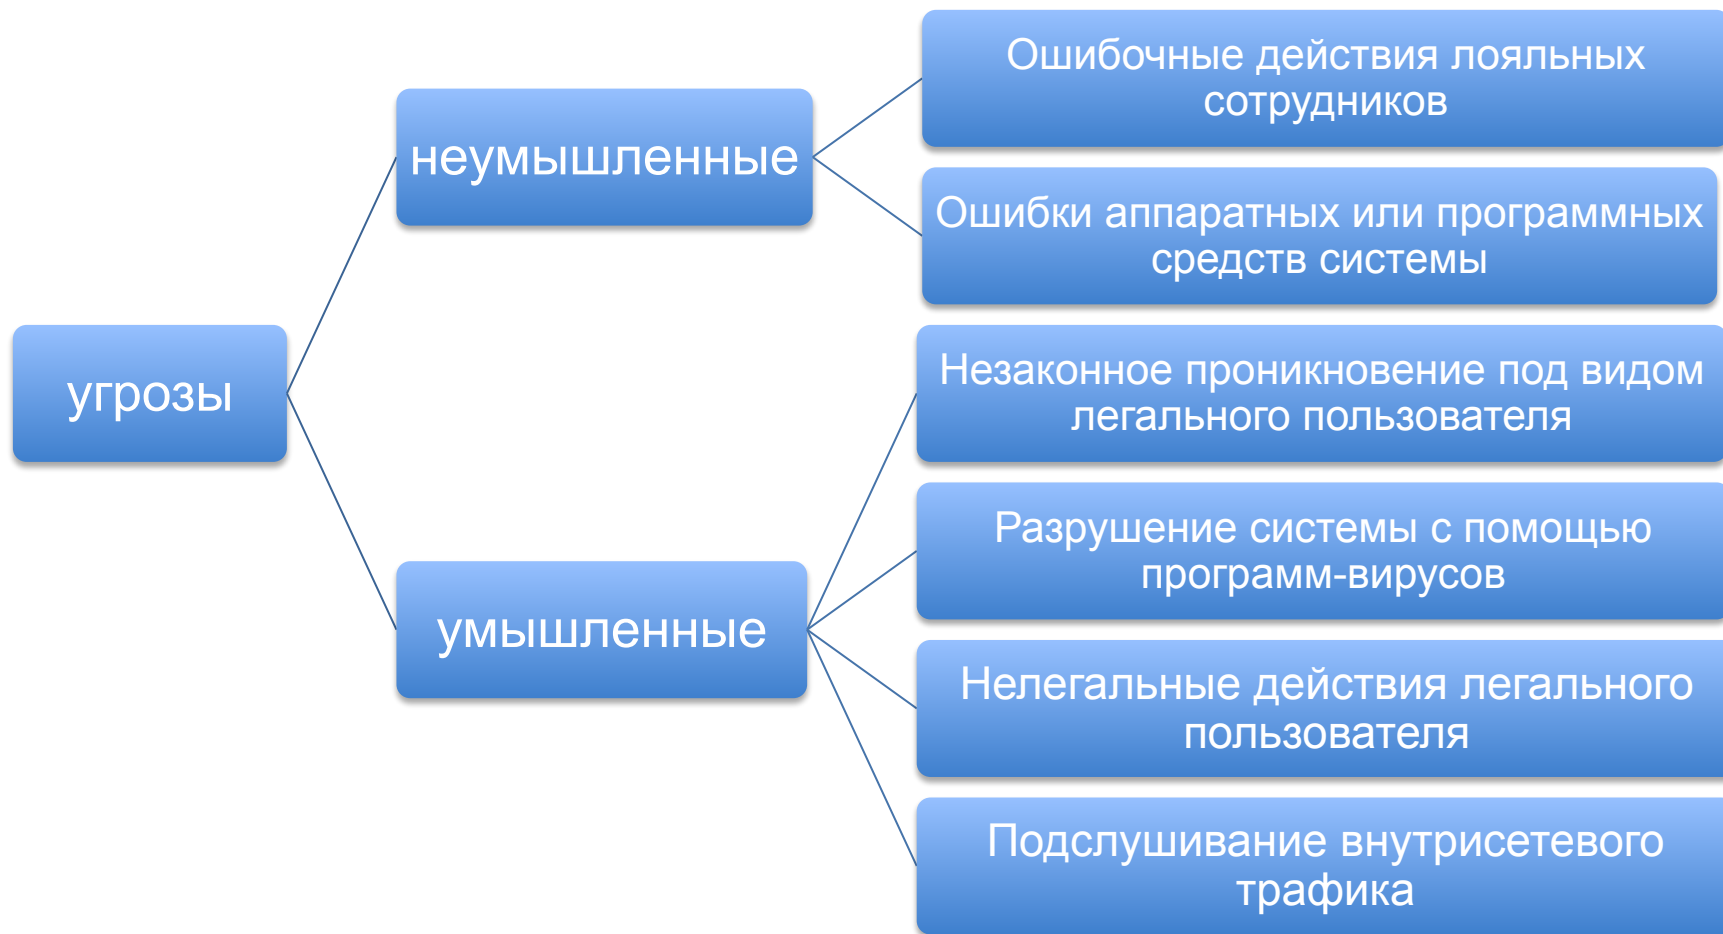 угрозы
неумышленные
Ошибочные действия лояльных
сотрудников
Ошибки аппаратных или программных
средств системы
умышленные
Незаконное проникновение под видом
легального пользователя
Разрушение системы с помощью
программ-вирусов
Нелегальные действия легального
пользователя
Подслушивание внутрисетевого
трафика